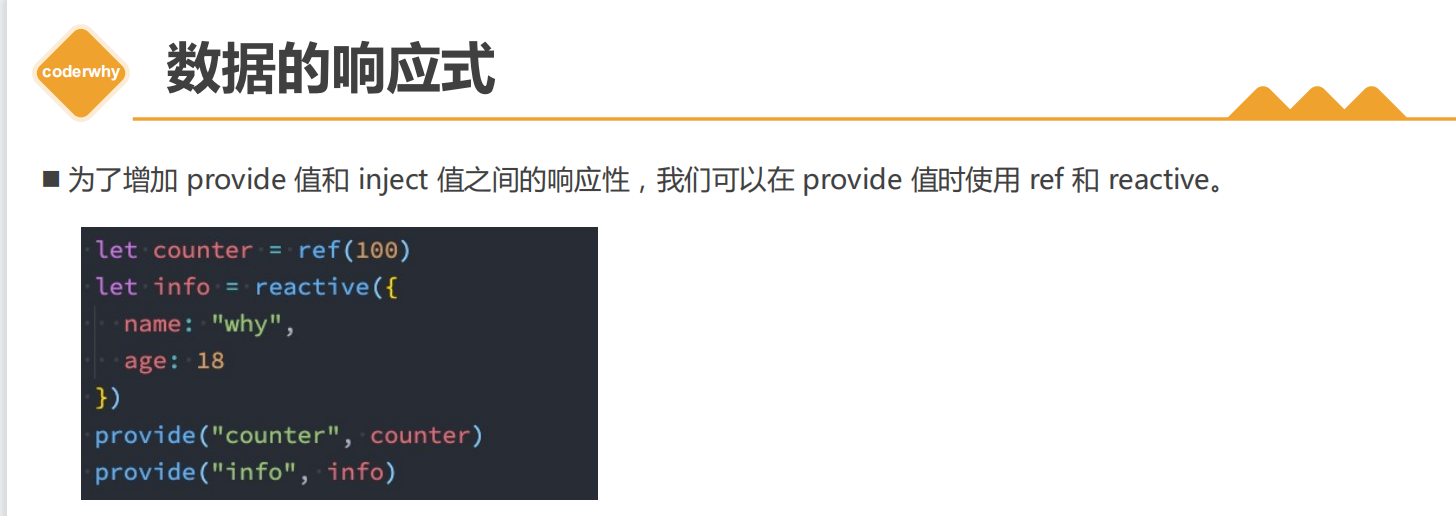 coderwhy
数据的响应式
为了增加 provide 值和 inject 值之间的响应性，我们可以在 provide 值时使用 ref 和 reactive。
let counter = ref(100)
let info = reactive({
  name: "why",
  age: 18
})
provide("counter", counter)
provide("info", info)